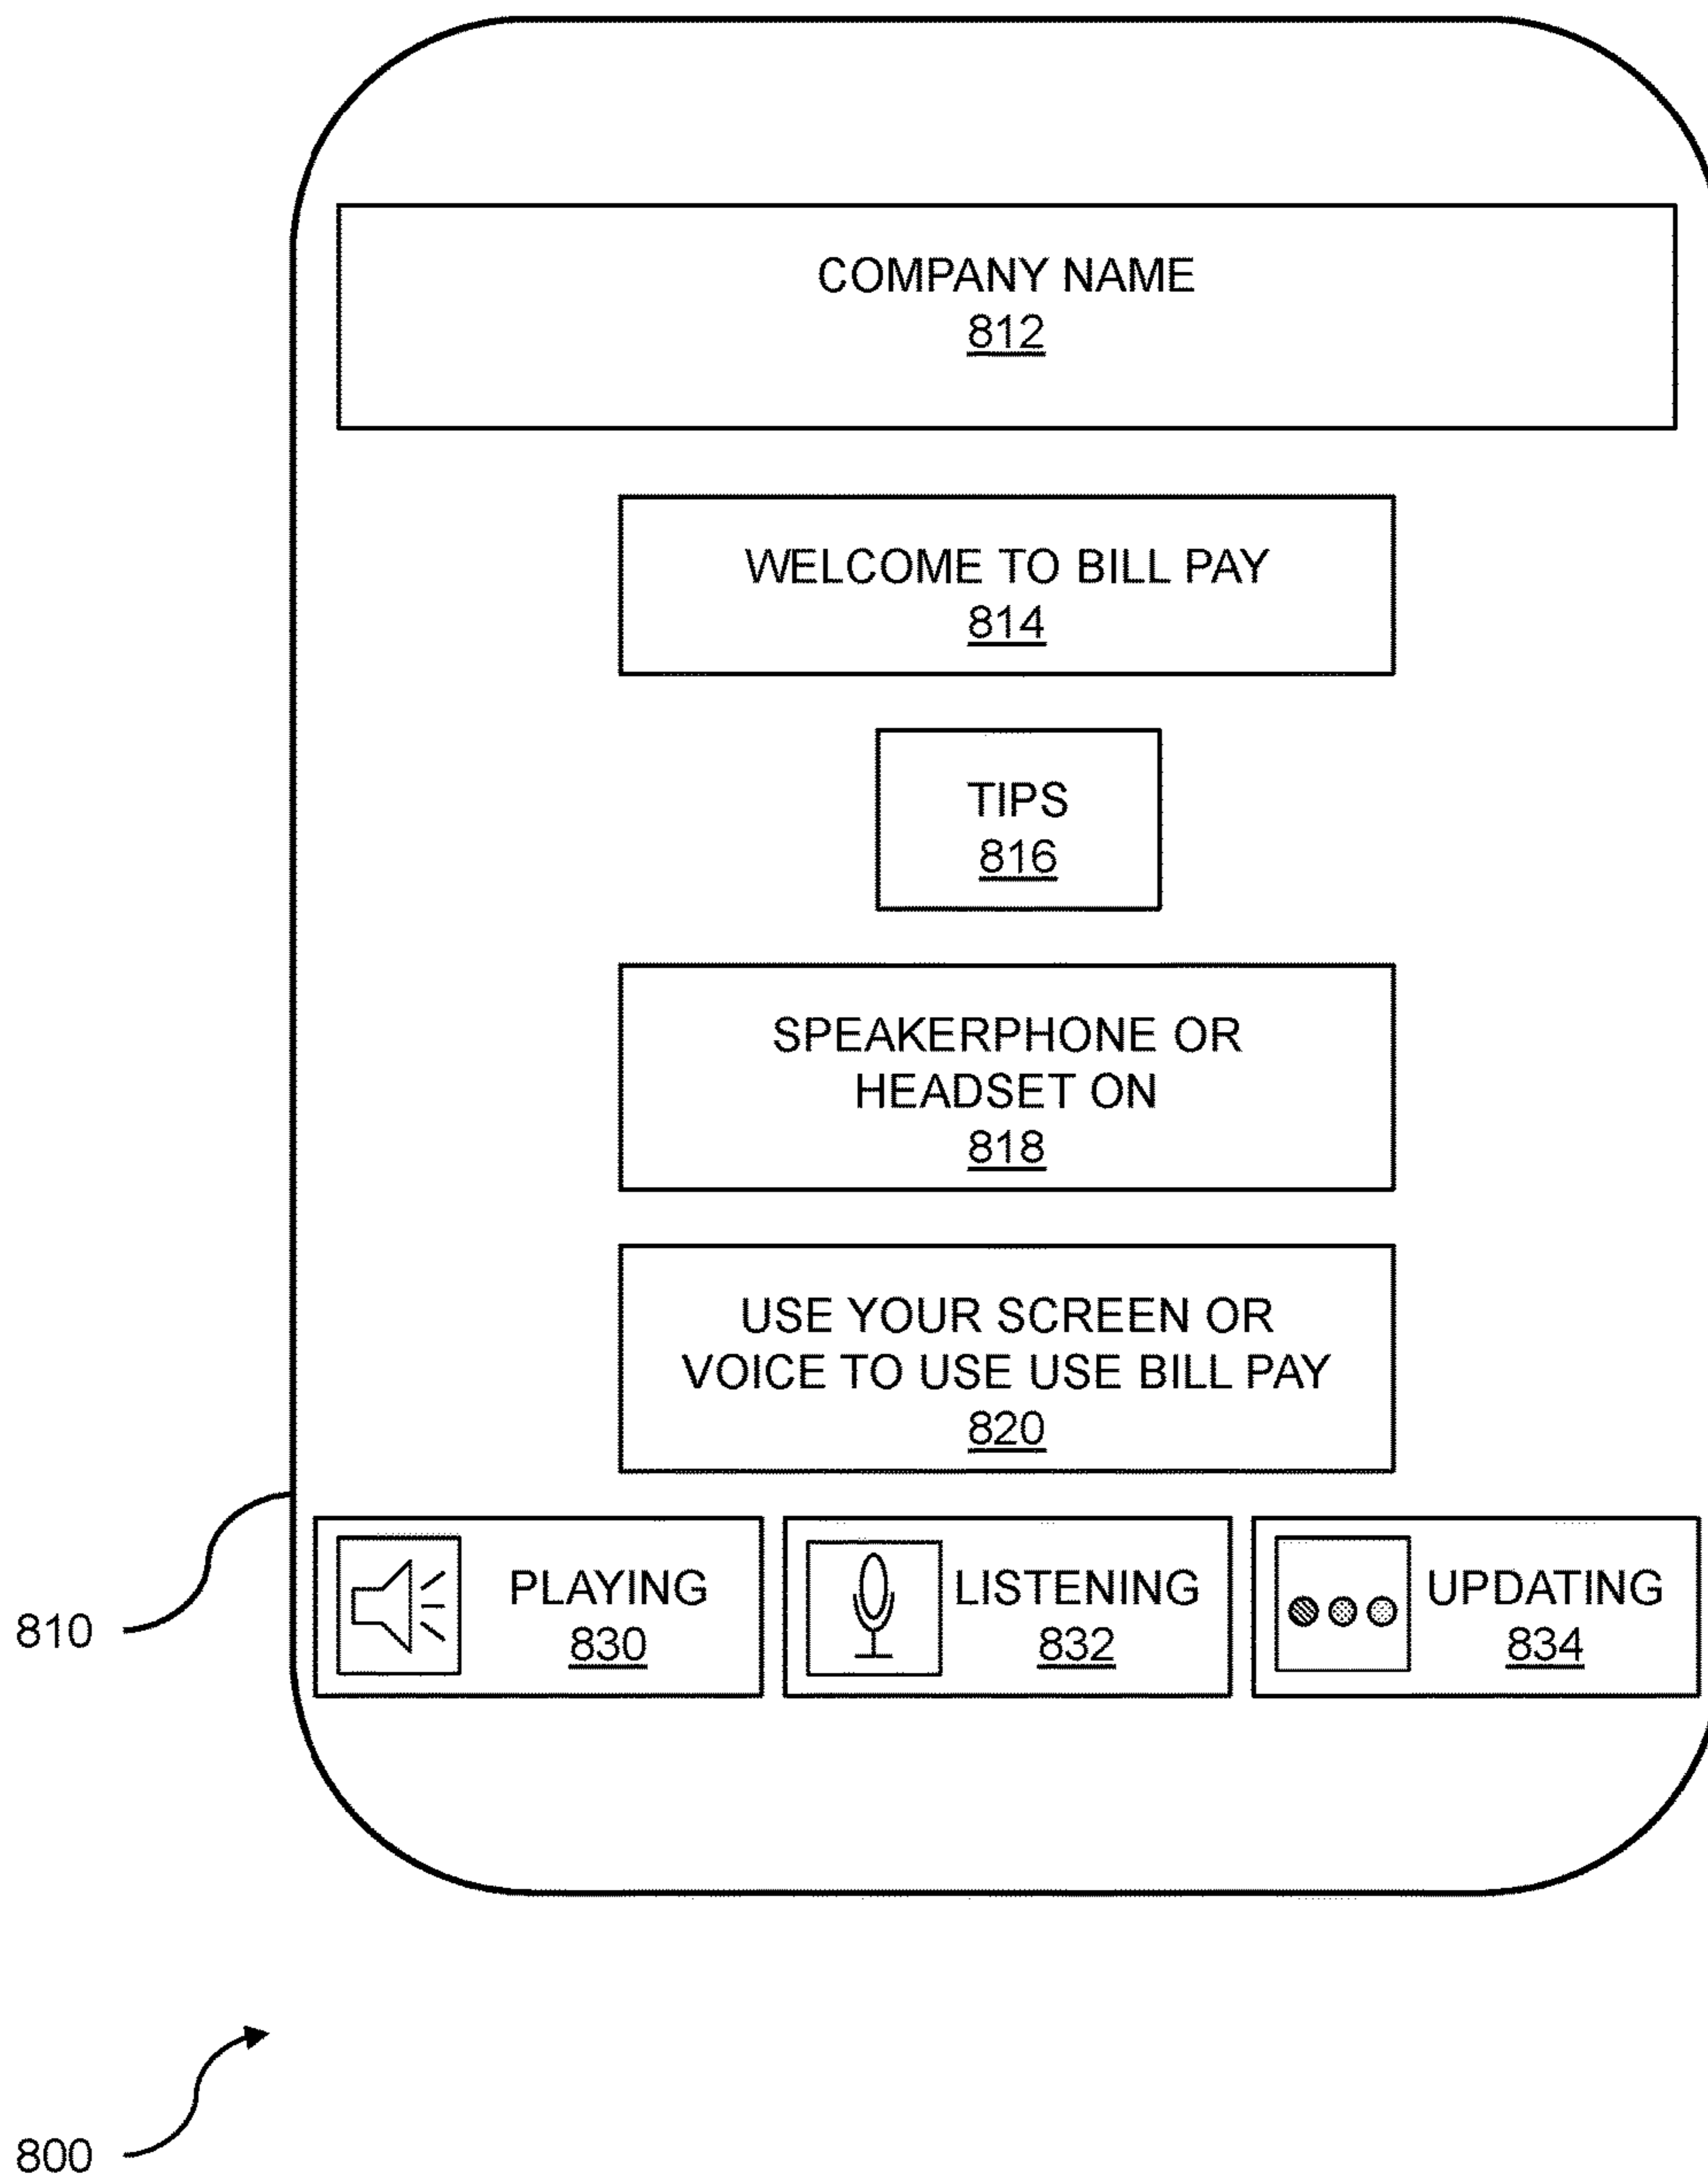 COMPANY NAME
812
WELCOME TO BILL PAY
814
TIPS
816
SPEAKERPHONE OR
HEADSET ON
818
USE YOUR SCREEN OR
VOICE TO USE USE BILL PAY
820
PLAYING
830
LISTENING
832
UPDATING
834
810
800